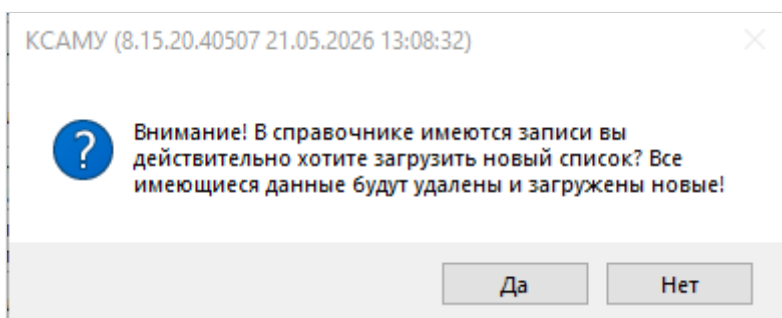 КСАМУ (8.15.20.40507 21.05.2026 13:08:32)
Внимание! В справочнике имеются записи вы
действительно хотите загрузить новый список? Все
имеющиеся данные будут удалены и загружены новые!
Да
Нет